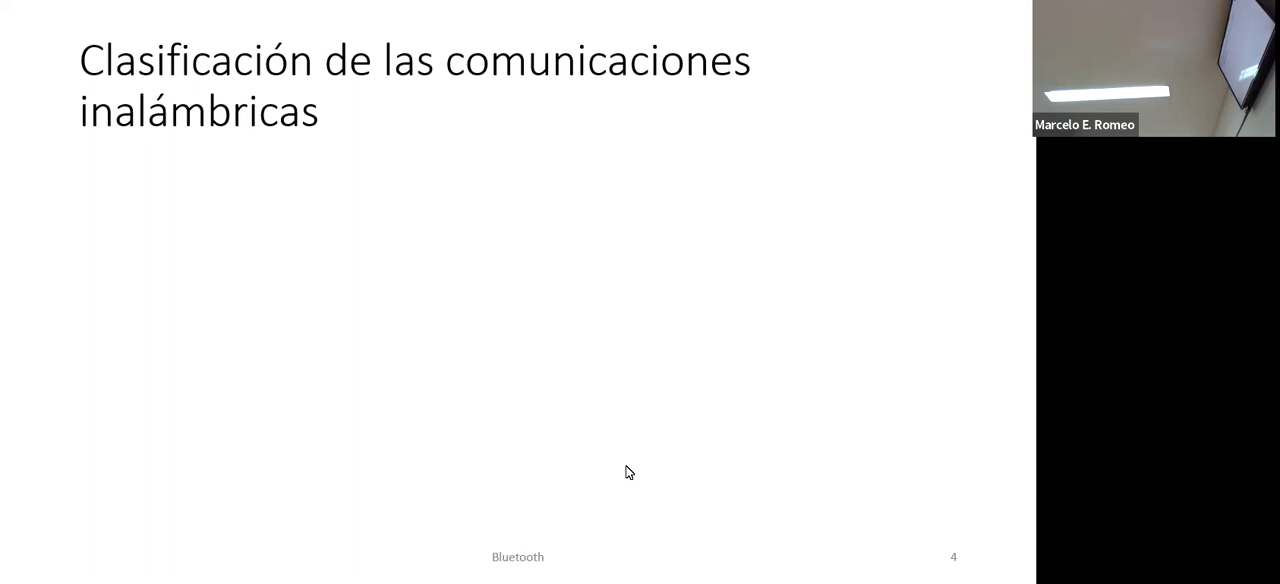 Clasificación de las comunicaciones
inalámbricas
Marcelo E. Romeo
Bluetooth
4